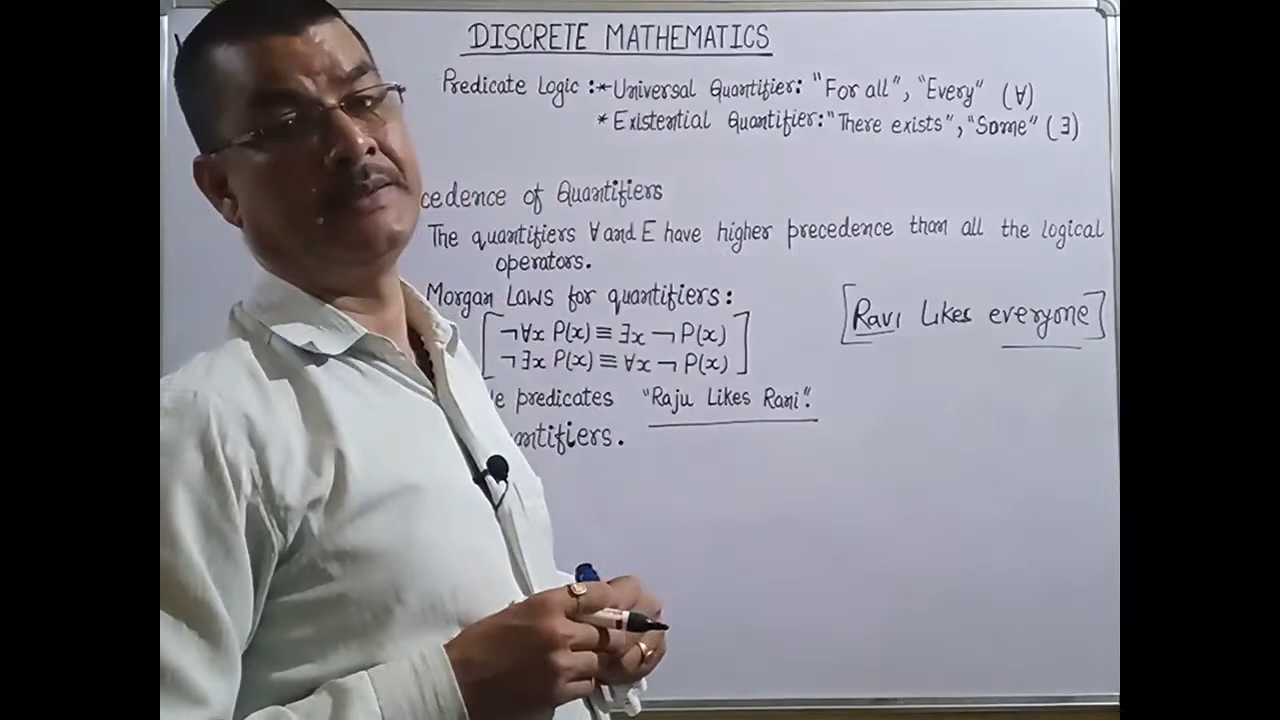 DISCRETE MATHEMATICS
Predicate Logic :* Universal Quantifier: "For all", "Every" (∀)
* Existential Quantifier: "There exists", "Some" (∃)
cedence of Quantifiers
The quantifiers ∀ and E have higher precedence than all the logical
operators.
Morgan Laws for quantifiers:
[Ravi Likes everyone]
¬∀x P(x) ≡ ∃x ¬ P(x)
¬∃x P(x) ≡ ∀x ¬ P(x)
e predicates "Raju Likes Rani".
antifiers.